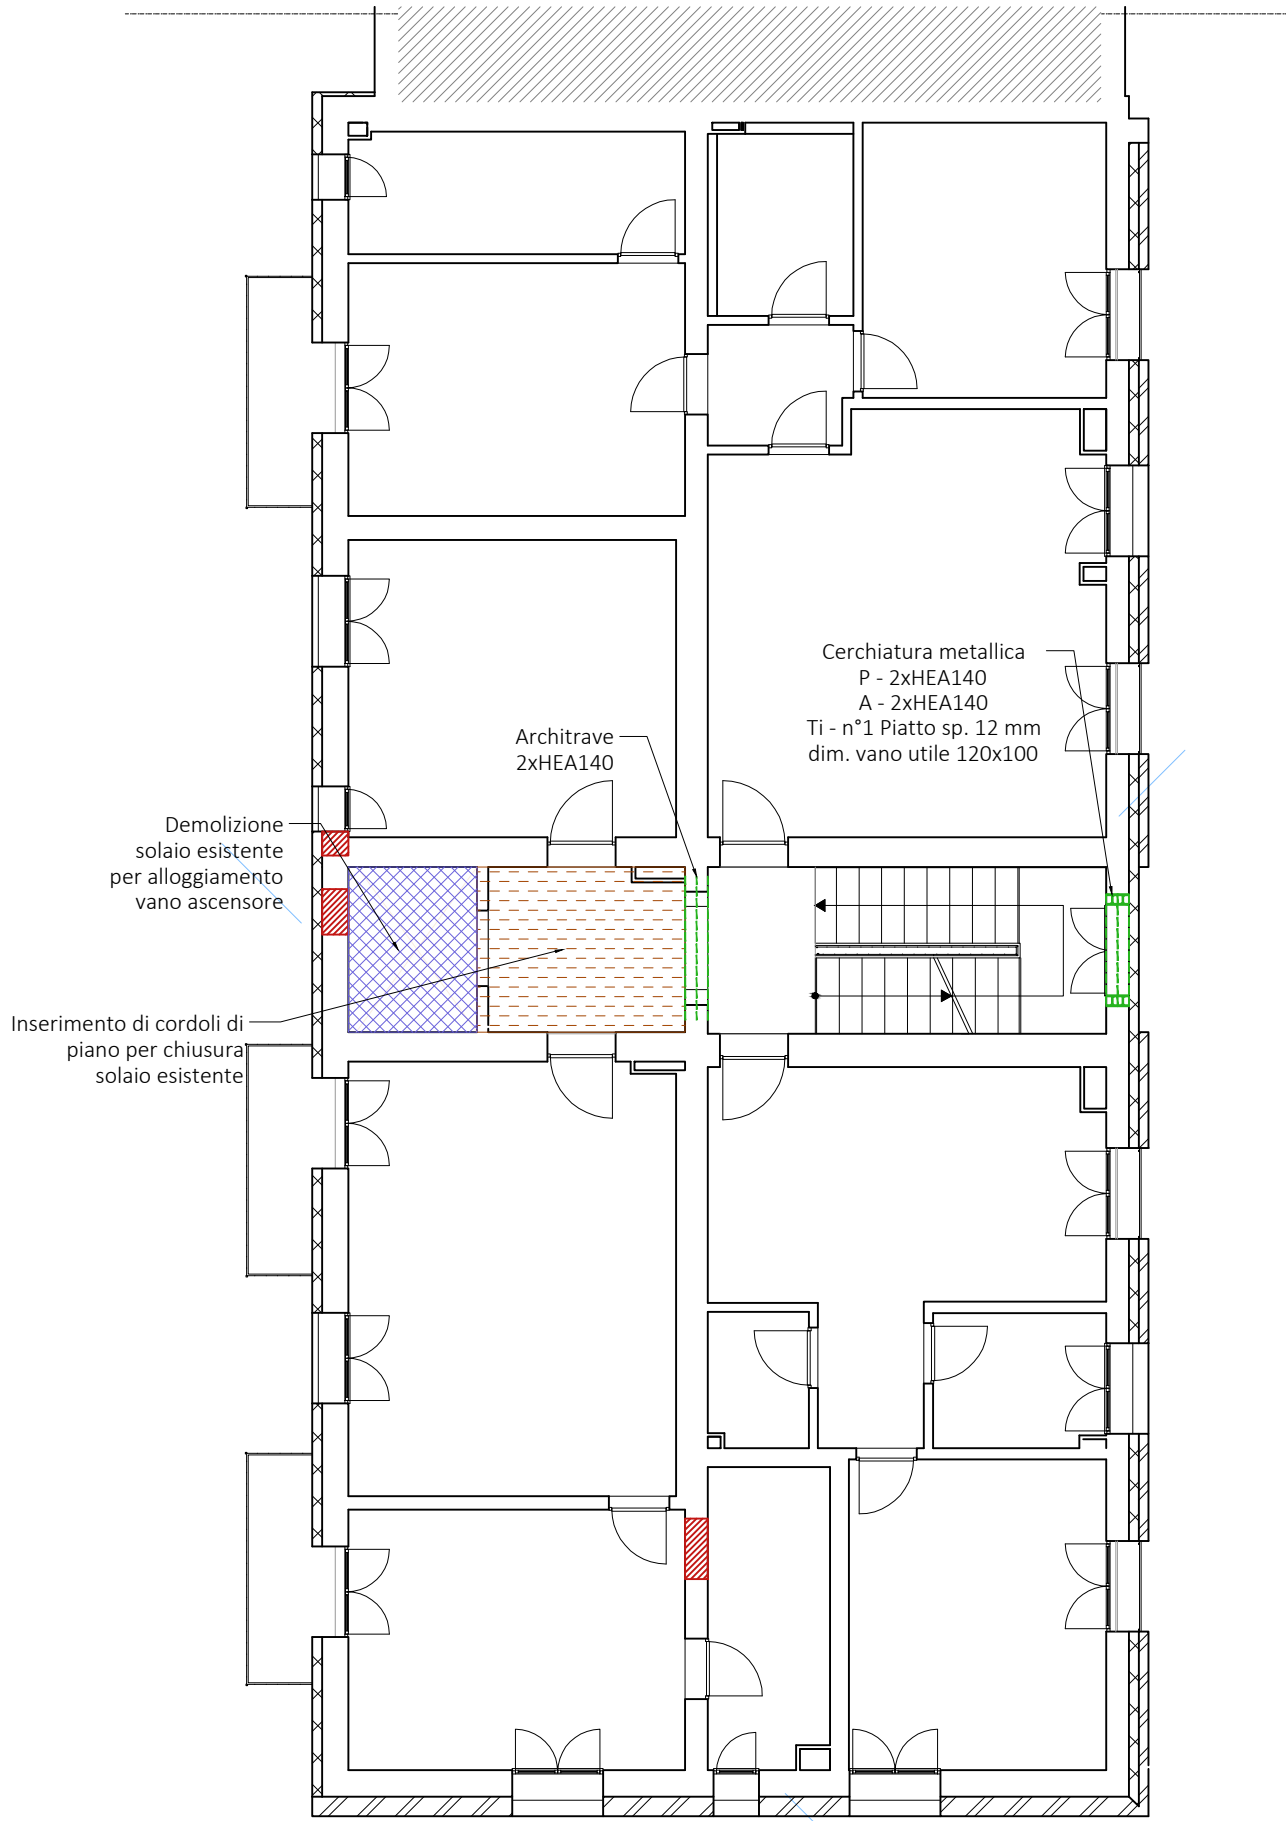 Cerchiatura metallica
P - 2xHEA140
A - 2xHEA140
Ti - n°1 Piatto sp. 12 mm
dim. vano utile 120x100
Architrave
2xHEA140
Demolizione
solaio esistente
per alloggiamento
vano ascensore
Inserimento di cordoli di
piano per chiusura
solaio esistente